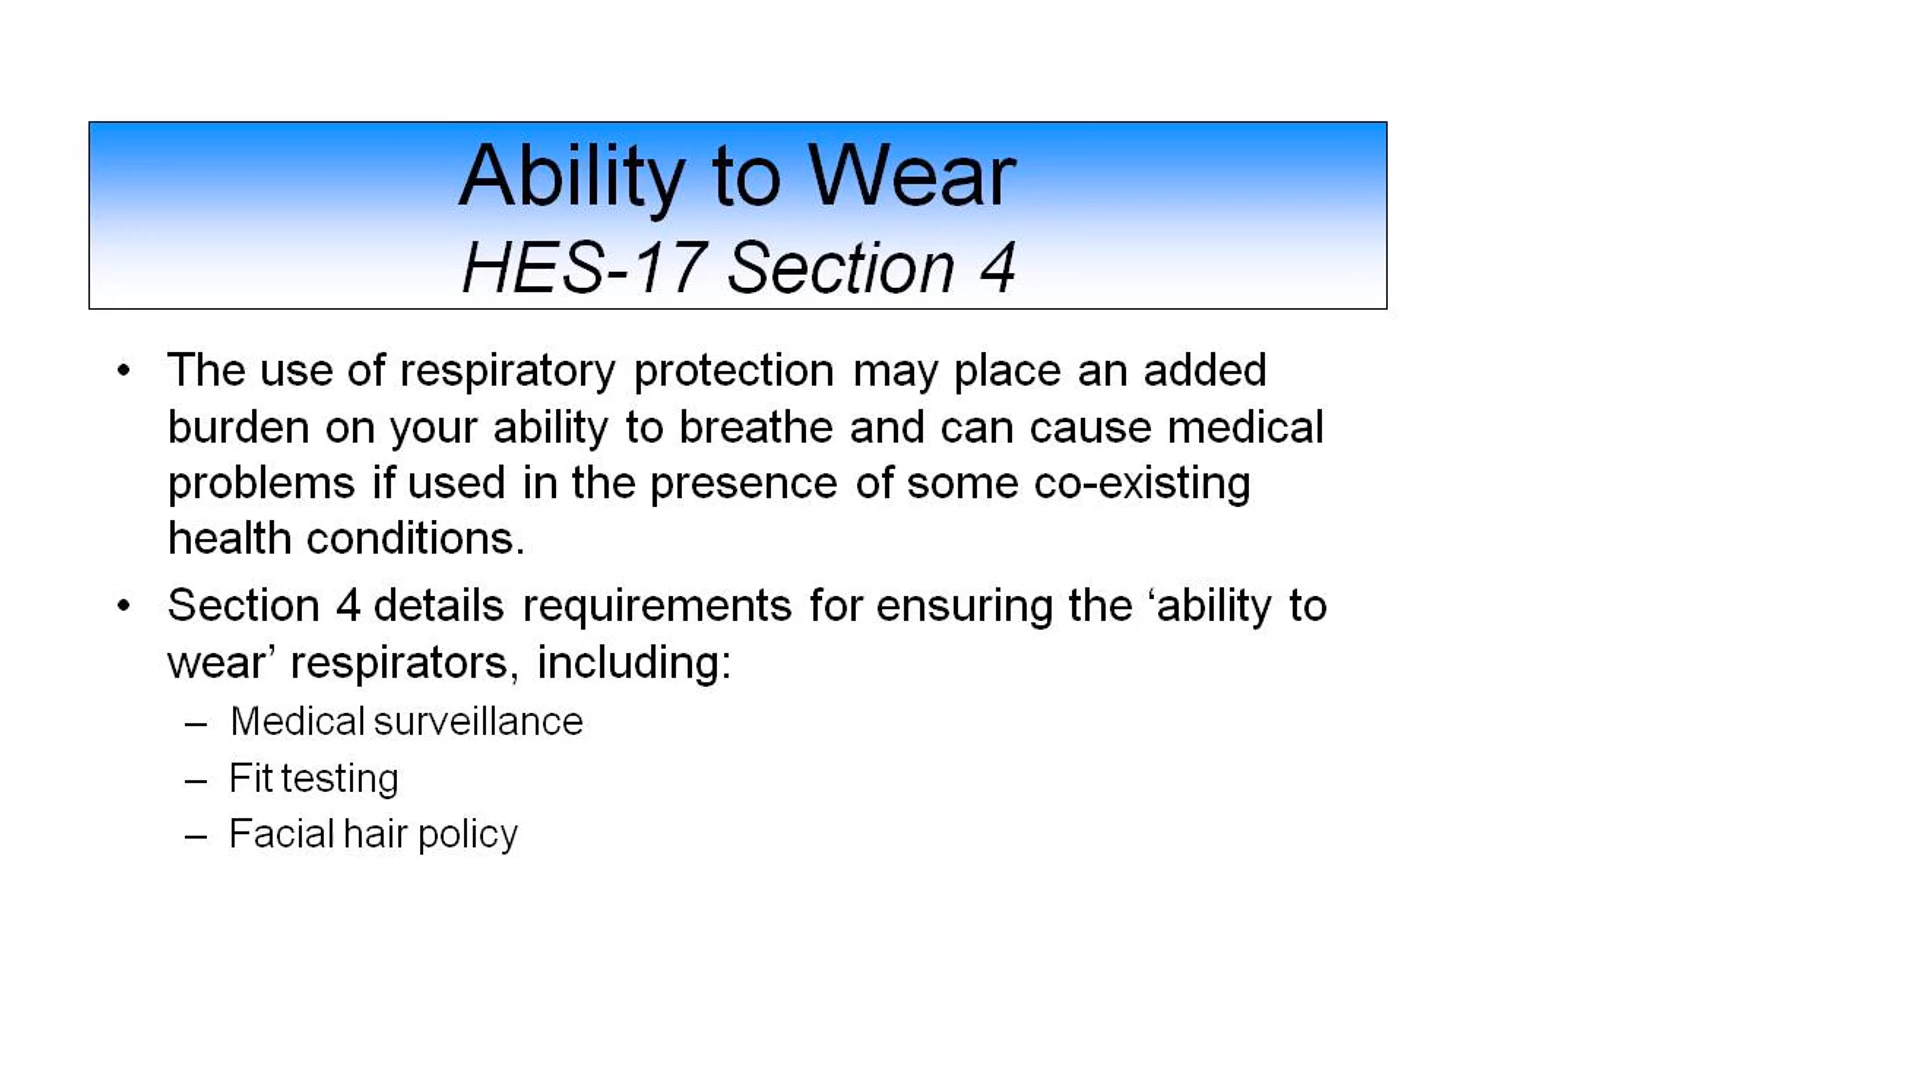 Ability to Wear
HES-17 Section 4
• The use of respiratory protection may place an added
burden on your ability to breathe and can cause medical
problems if used in the presence of some co-existing
health conditions.
• Section 4 details requirements for ensuring the ‘ability to
wear’ respirators, including:
– Medical surveillance
– Fit testing
– Facial hair policy